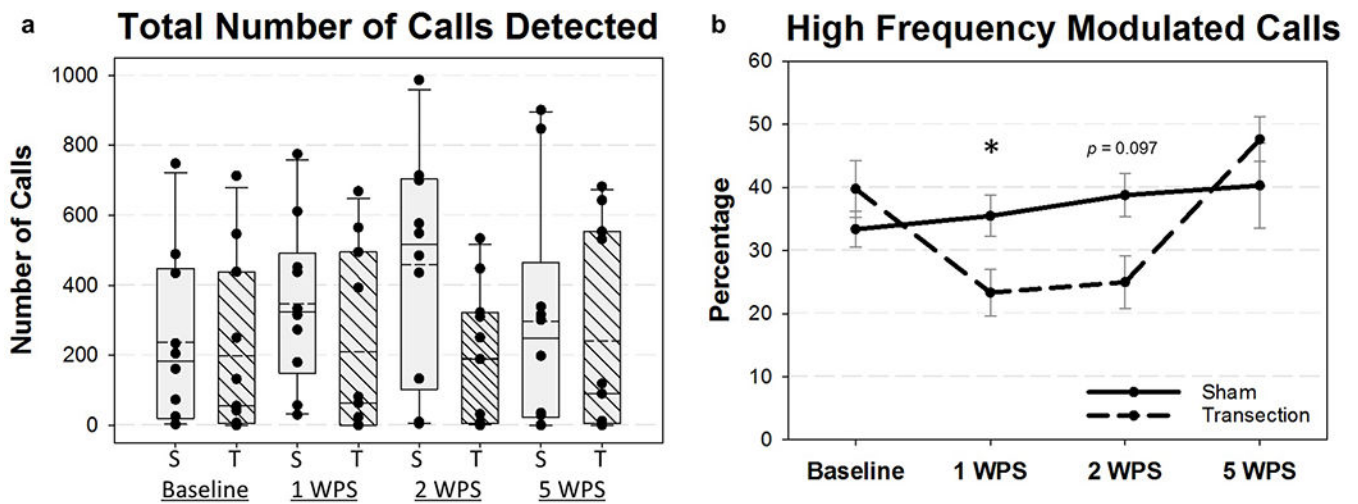 a Total Number of Calls Detected
Number of Calls
1000
800
600
400
200
0
S T S T S T S T
Baseline 1 WPS 2 WPS 5 WPS
b High Frequency Modulated Calls
Percentage
60
50
40
30
20
10
0
*
p = 0.097
Sham
Transection
Baseline 1 WPS 2 WPS 5 WPS